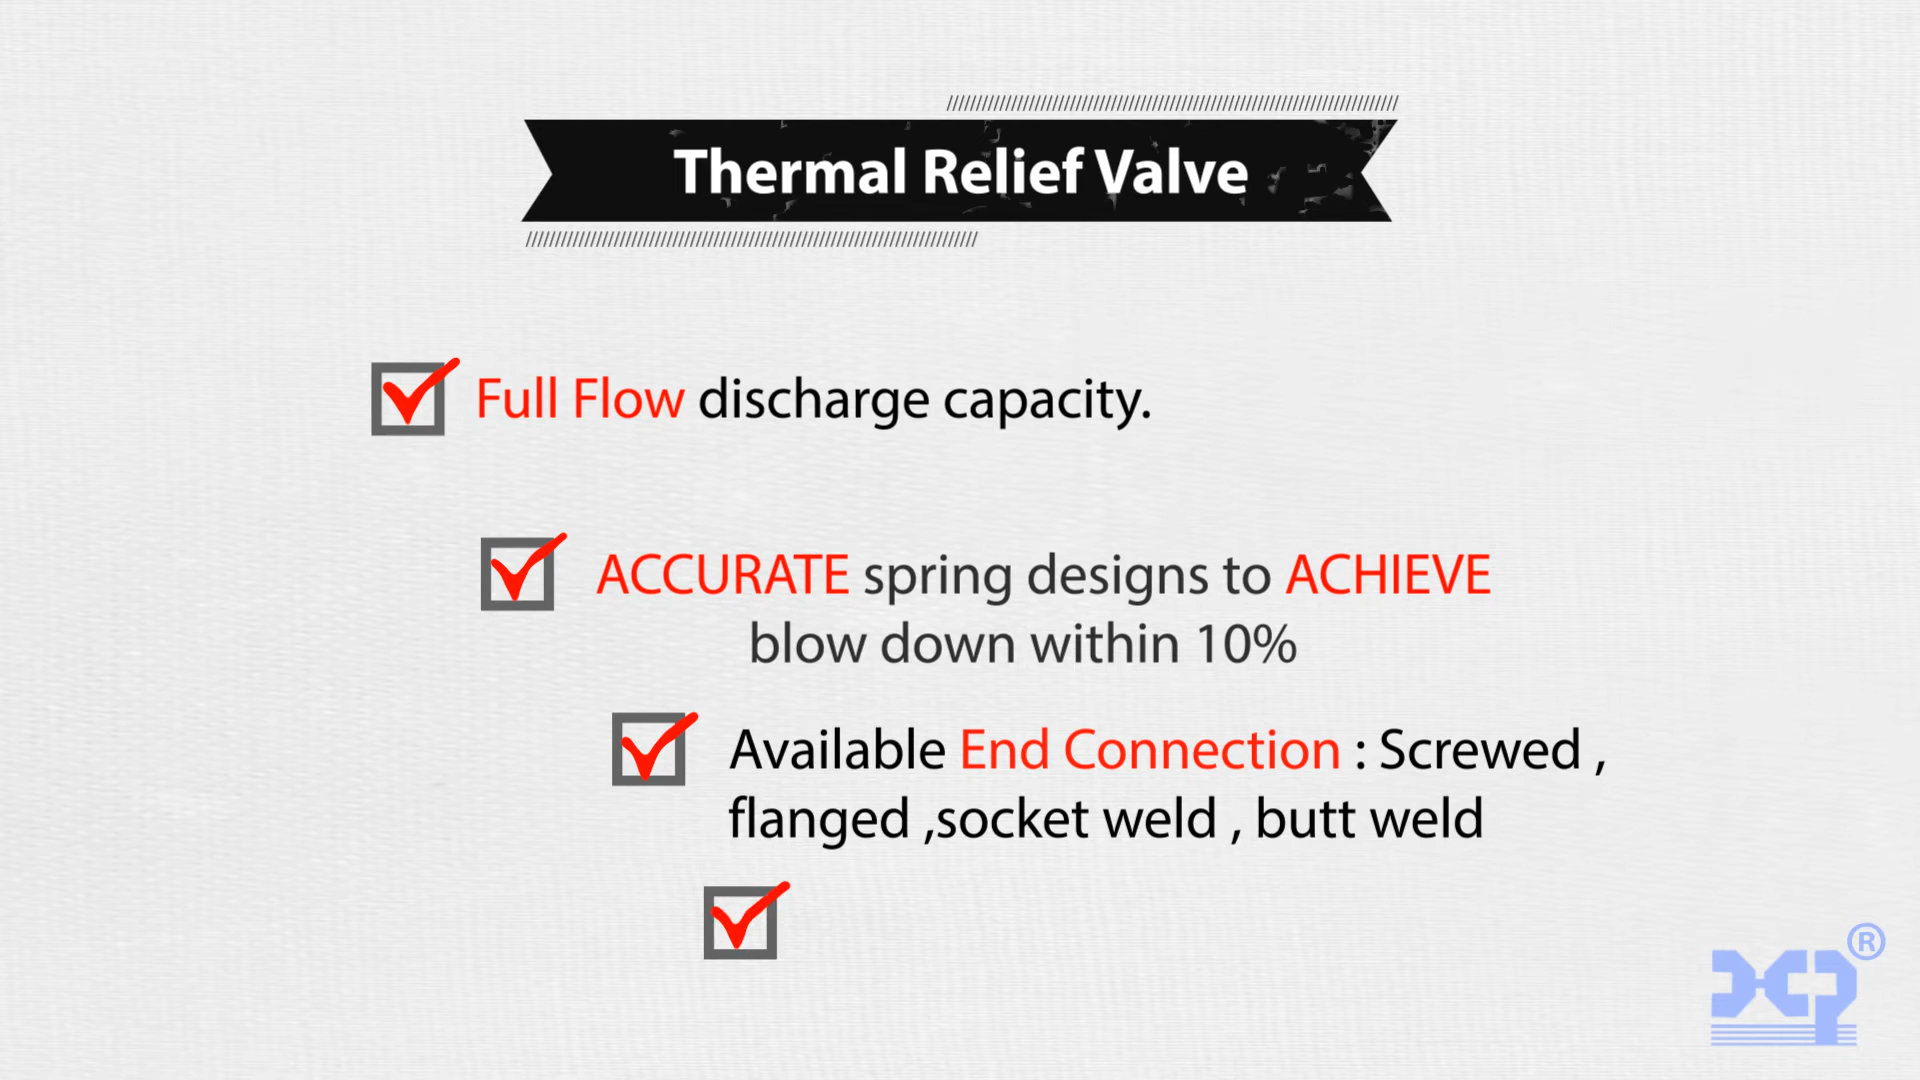 Thermal Relief Valve
Full Flow discharge capacity.
ACCURATE spring designs to ACHIEVE
blow down within 10%
Available End Connection : Screwed ,
flanged ,socket weld , butt weld
®